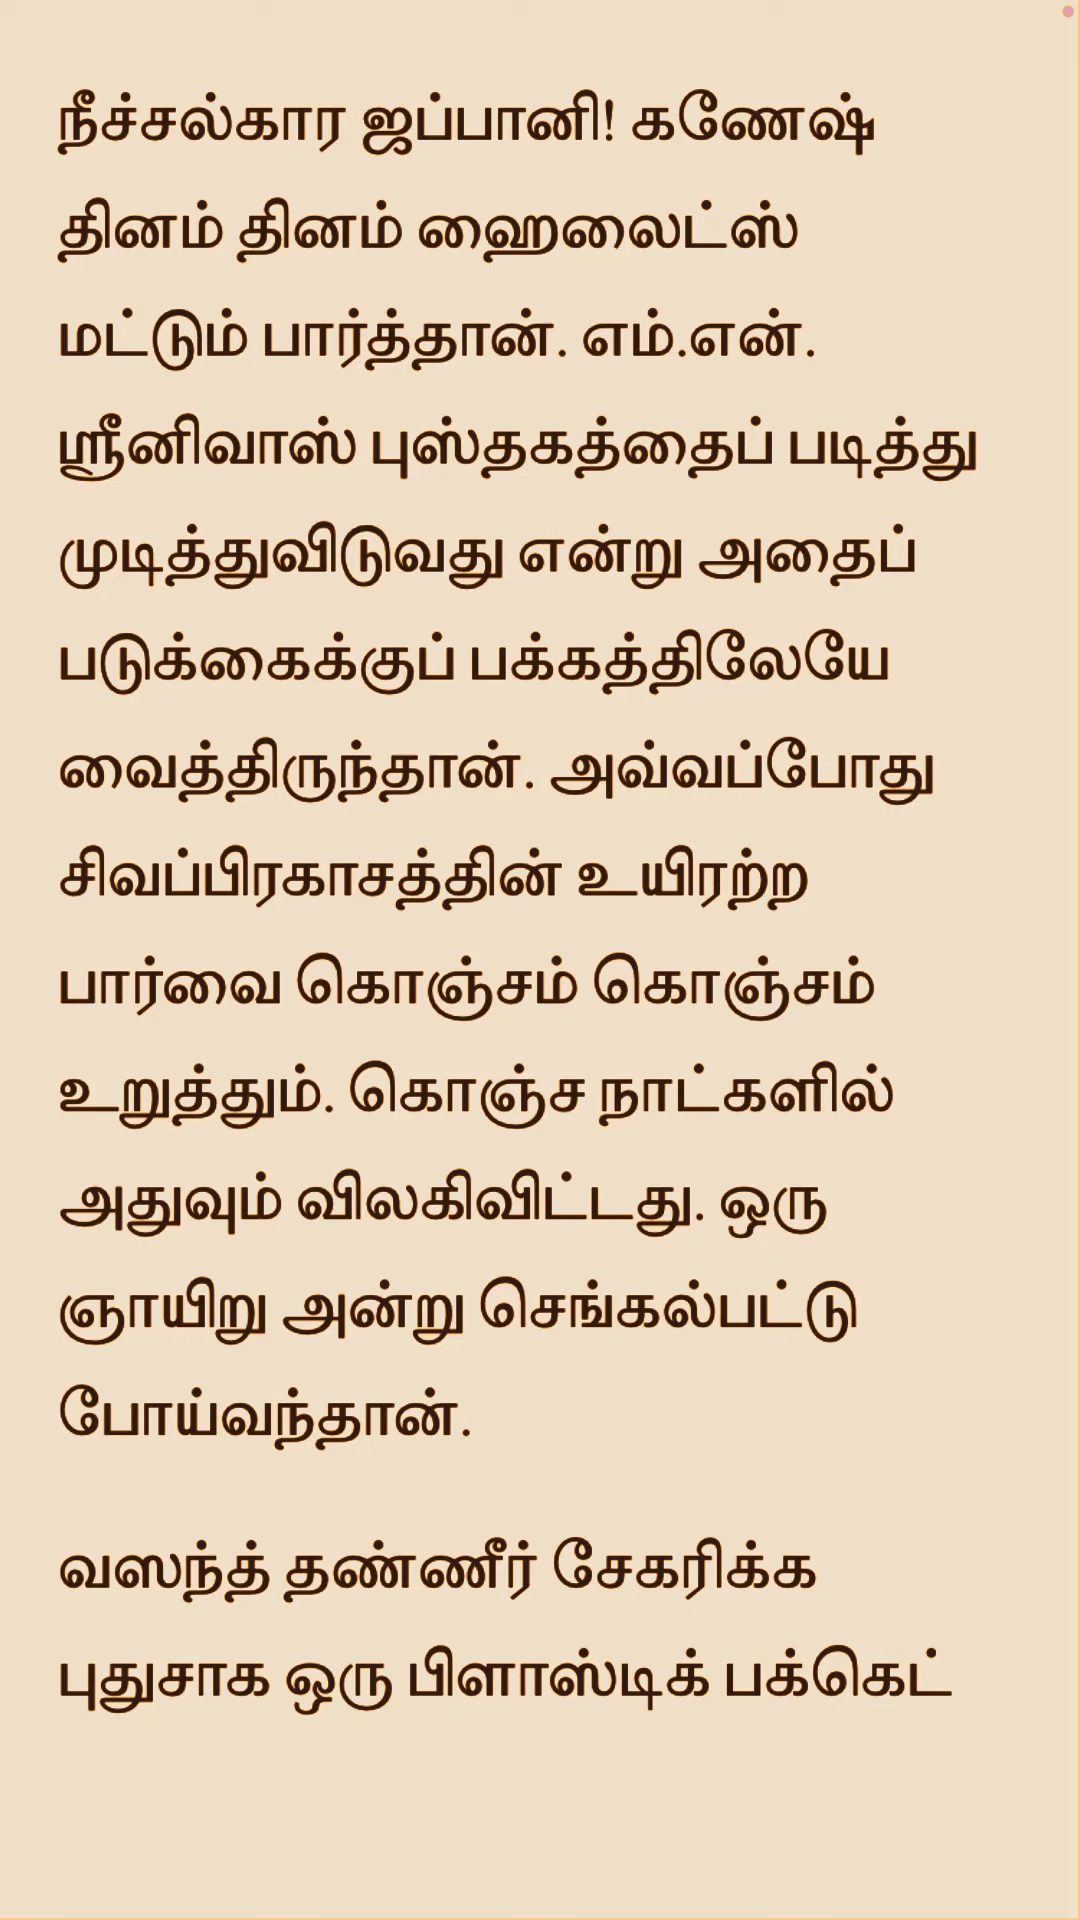 நீச்சல்கார ஜப்பானி! கணேஷ்
தினம் தினம் ஹைலைட்ஸ்
மட்டும் பார்த்தான். எம்.என்.
ஸ்ரீனிவாஸ் புஸ்தகத்தைப் படித்து
முடித்துவிடுவது என்று அதைப்
படுக்கைக்குப் பக்கத்திலேயே
வைத்திருந்தான். அவ்வப்போது
சிவப்பிரகாசத்தின் உயிரற்ற
பார்வை கொஞ்சம் கொஞ்சம்
உறுத்தும். கொஞ்ச நாட்களில்
அதுவும் விலகிவிட்டது. ஒரு
ஞாயிறு அன்று செங்கல்பட்டு
போய்வந்தான்.
வஸந்த் தண்ணீர் சேகரிக்க
புதுசாக ஒரு பிளாஸ்டிக் பக்கெட்